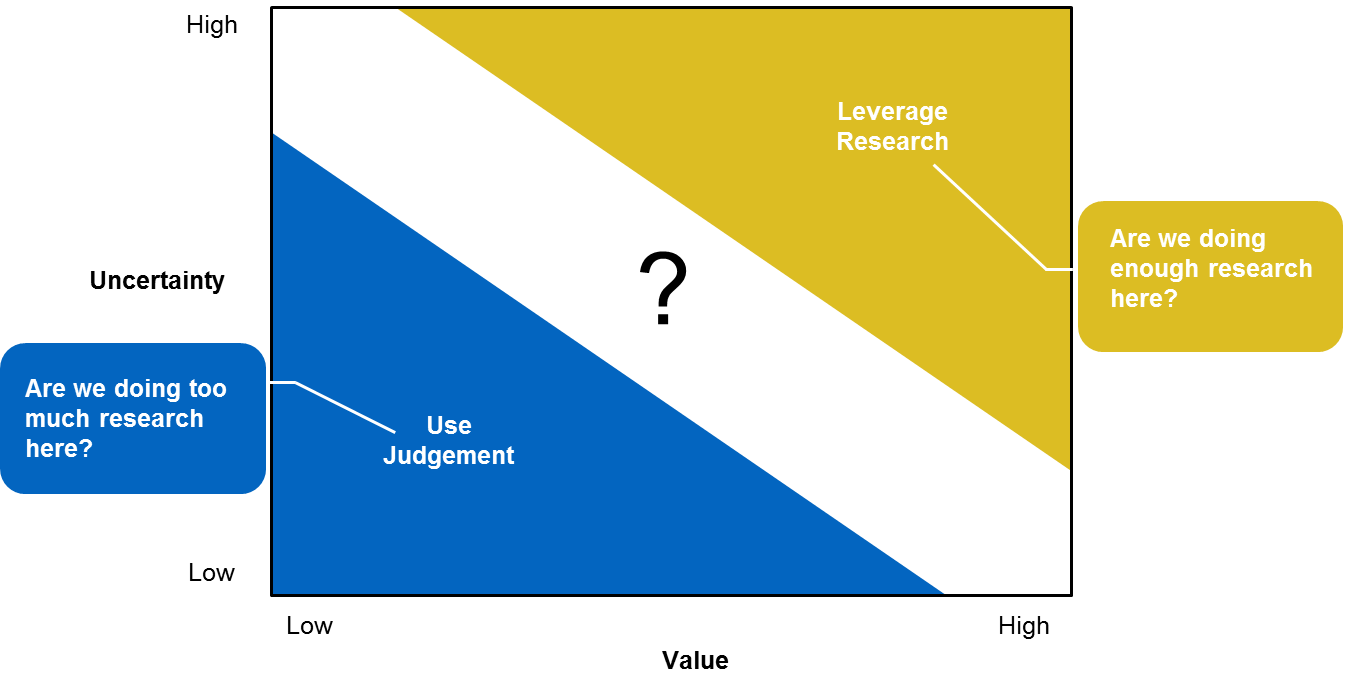 High
Leverage
Research
Are we doing
enough research
here?
?
Uncertainty
Are we doing too
much research
here?
Use
Judgement
Low
Low
High
Value